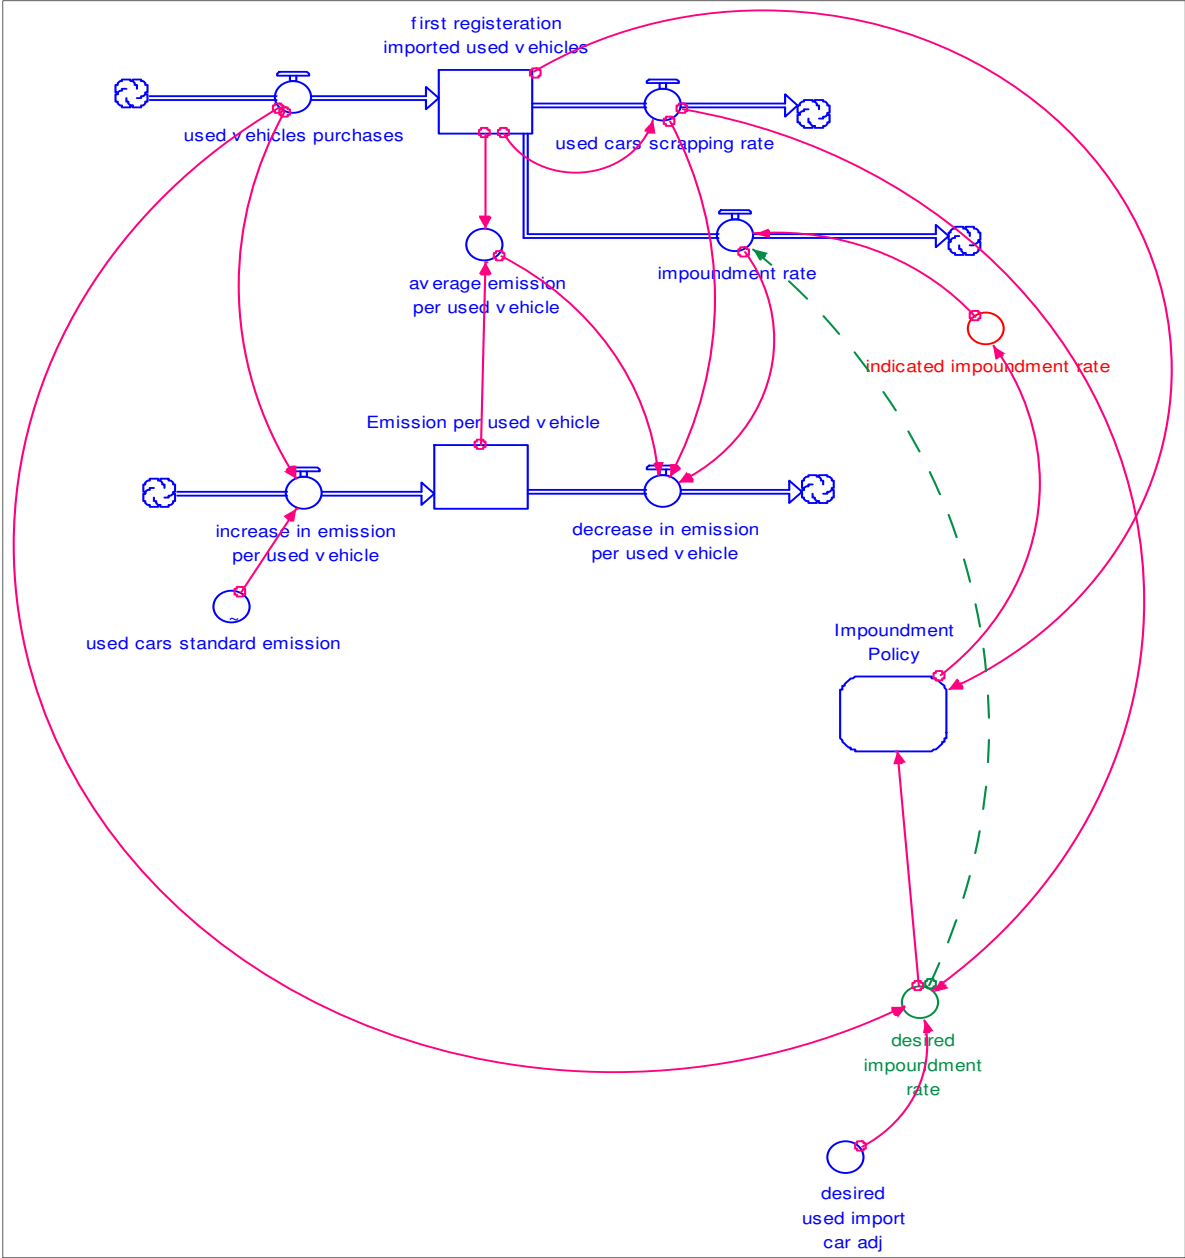 first registeration
imported used vehicles
used vehicles purchases
used cars scrapping rate
impoundment rate
average emission
per used vehicle
indicated impoundment rate
Emission per used vehicle
increase in emission
per used vehicle
decrease in emission
per used vehicle
~
used cars standard emission
Impoundment
Policy
desired
impoundment
rate
desired
used import
car adj